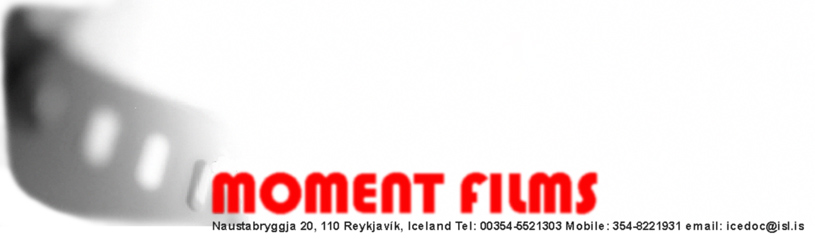 MOMENT FILMS
Naustabryggja 20, 110 Reykjavík, Iceland Tel: 00354-5521303 Mobile: 354-8221931 email: icedoc@isl.is